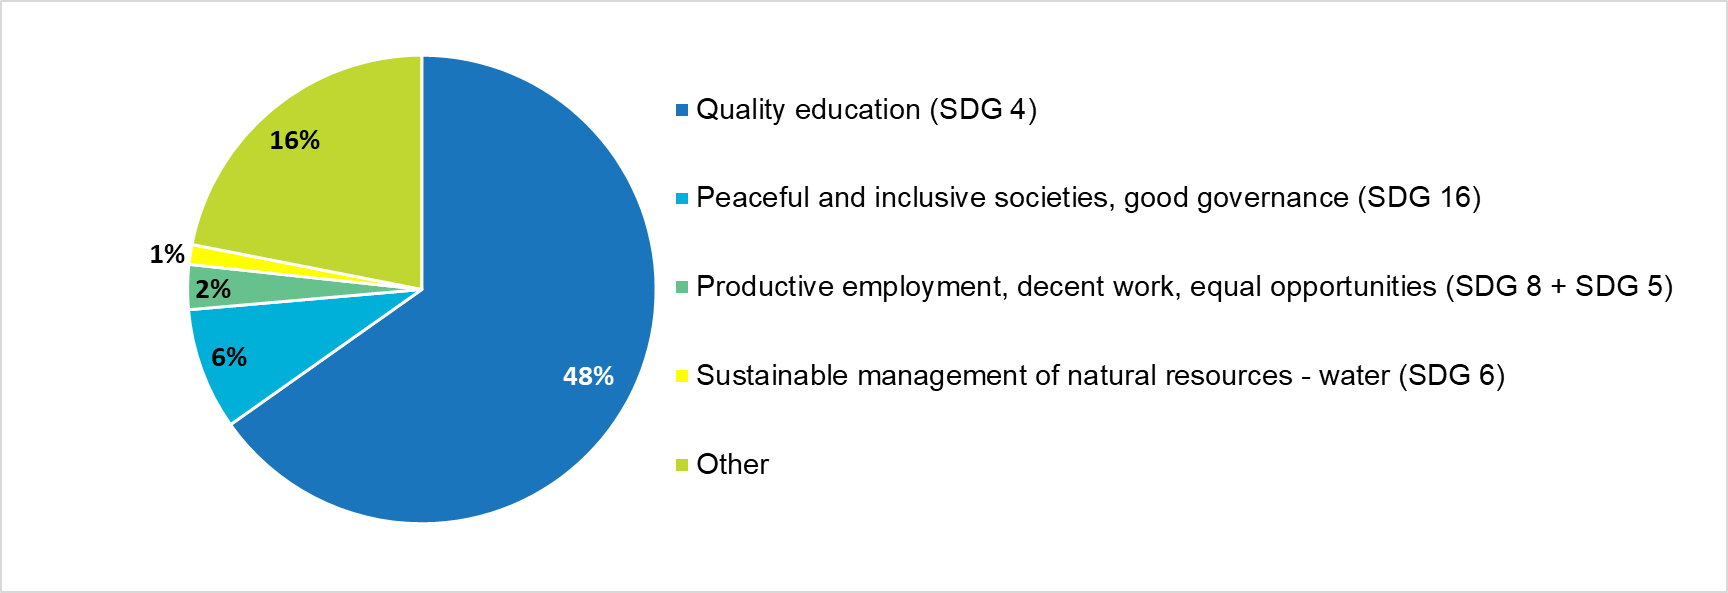 16%
1%
2%
6%
48%
Quality education (SDG 4)
Peaceful and inclusive societies, good governance (SDG 16)
Productive employment, decent work, equal opportunities (SDG 8 + SDG 5)
Sustainable management of natural resources - water (SDG 6)
Other